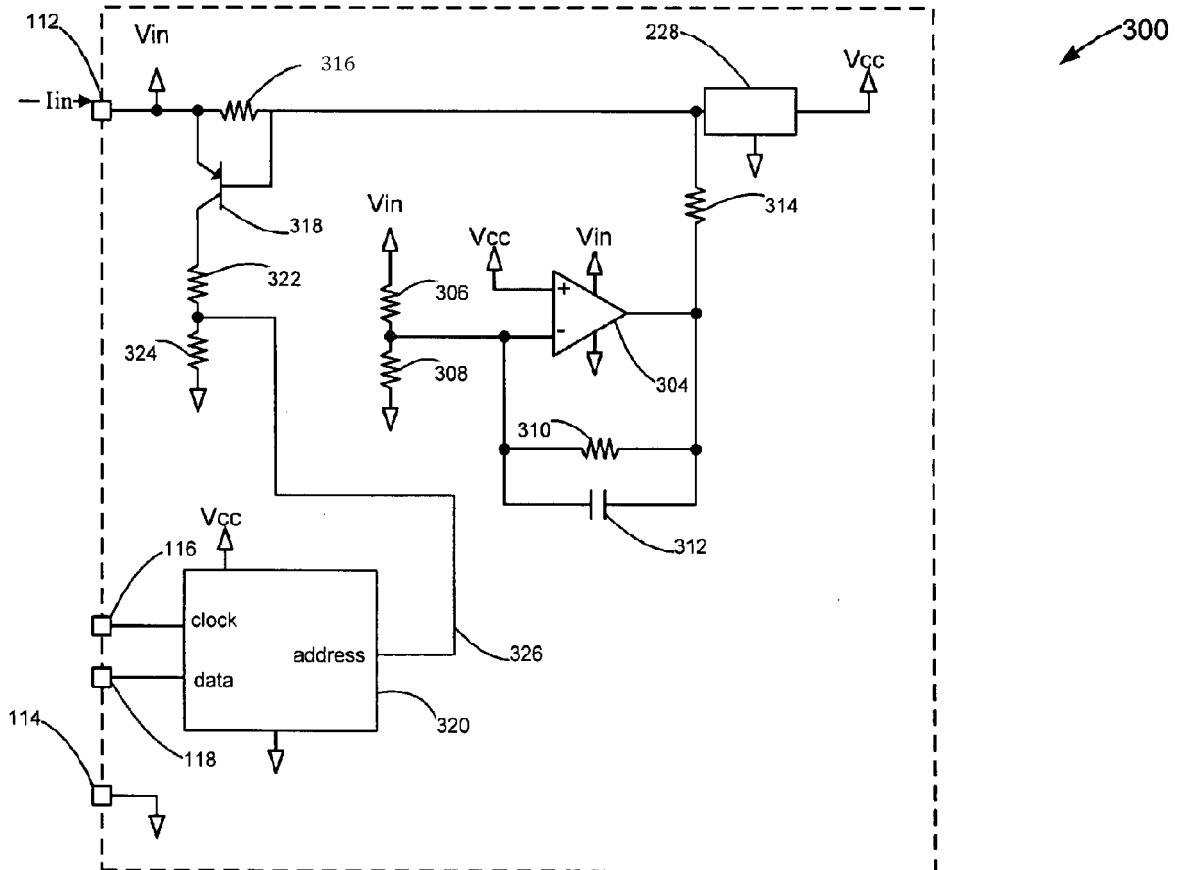 112
Vin
316
228
Vcc
300
Iin
318
Vin
Vcc
Vin
314
322
306
+
-
324
308
304
310
Vcc
312
116
clock
address
326
data
320
114
118